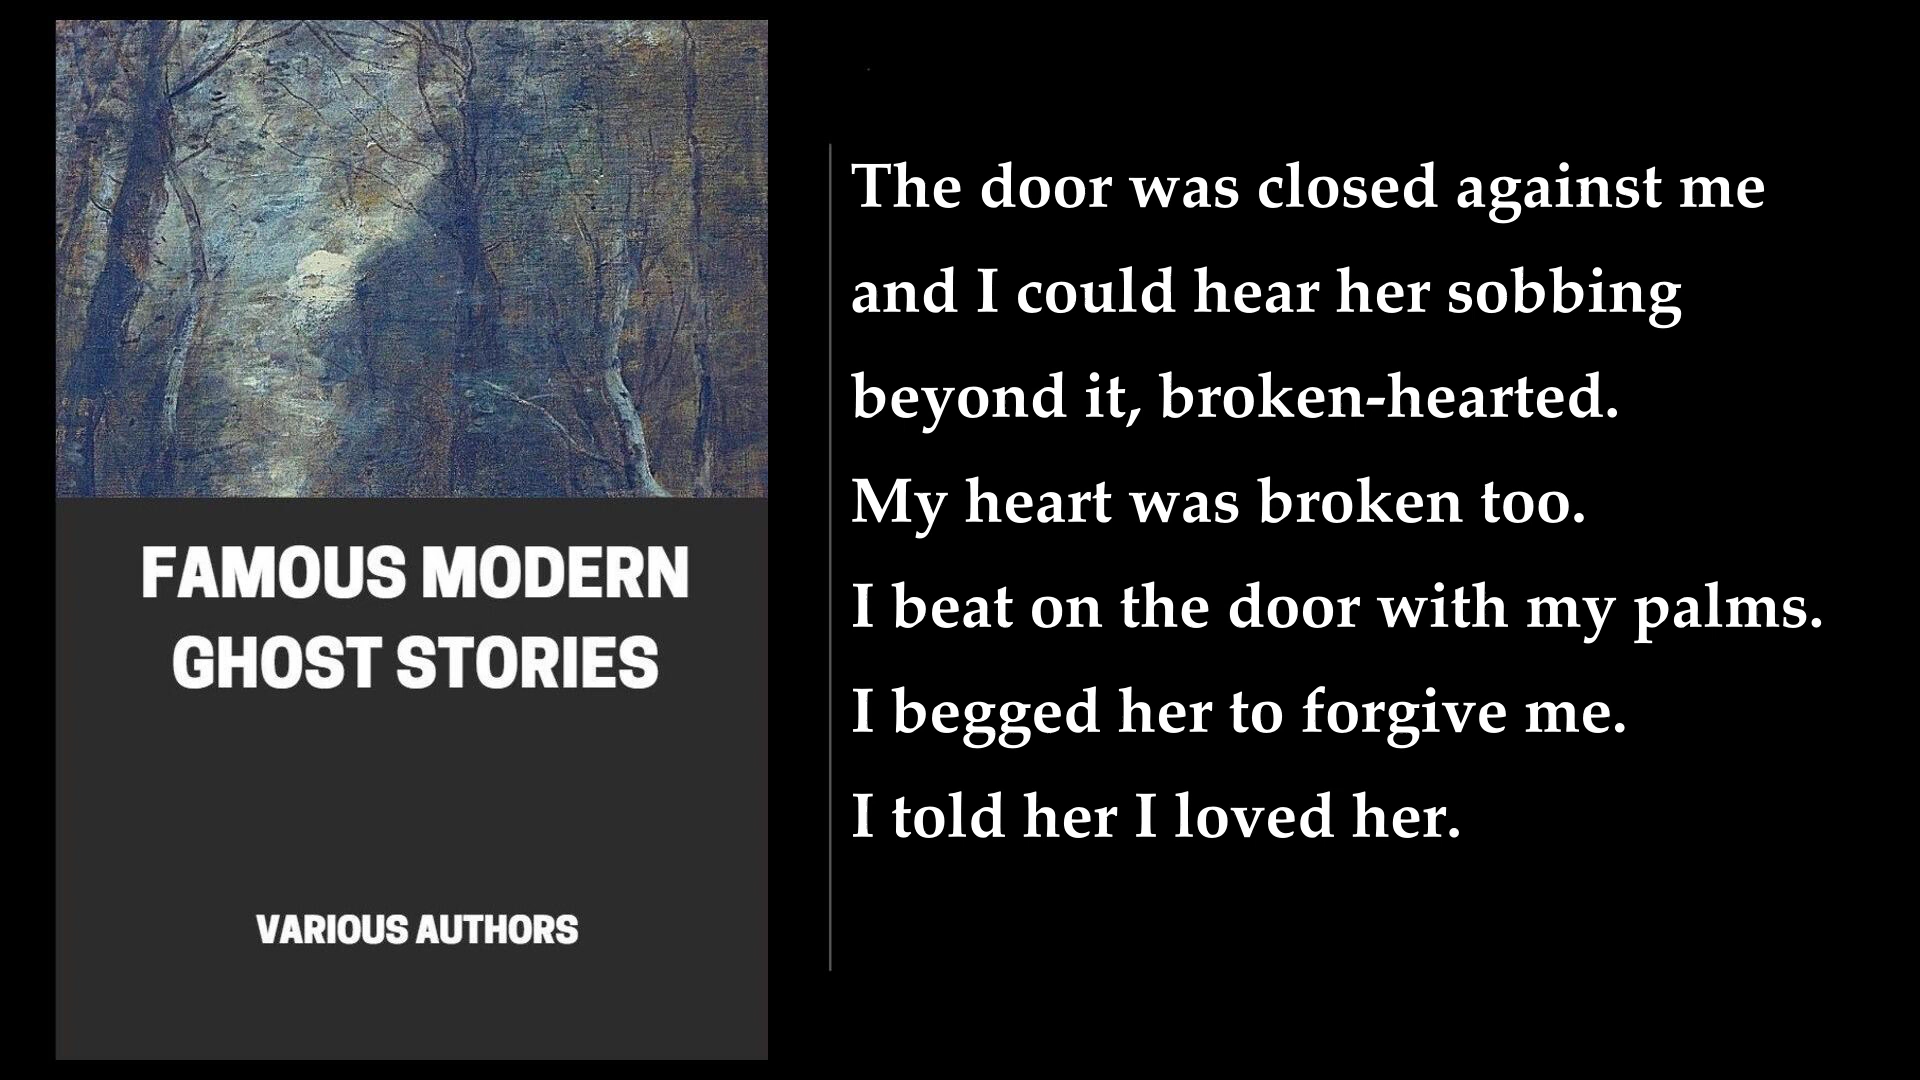 FAMOUS MODERN
GHOST STORIES
VARIOUS AUTHORS
The door was closed against me
and I could hear her sobbing
beyond it, broken-hearted.
My heart was broken too.
I beat on the door with my palms.
I begged her to forgive me.
I told her I loved her.